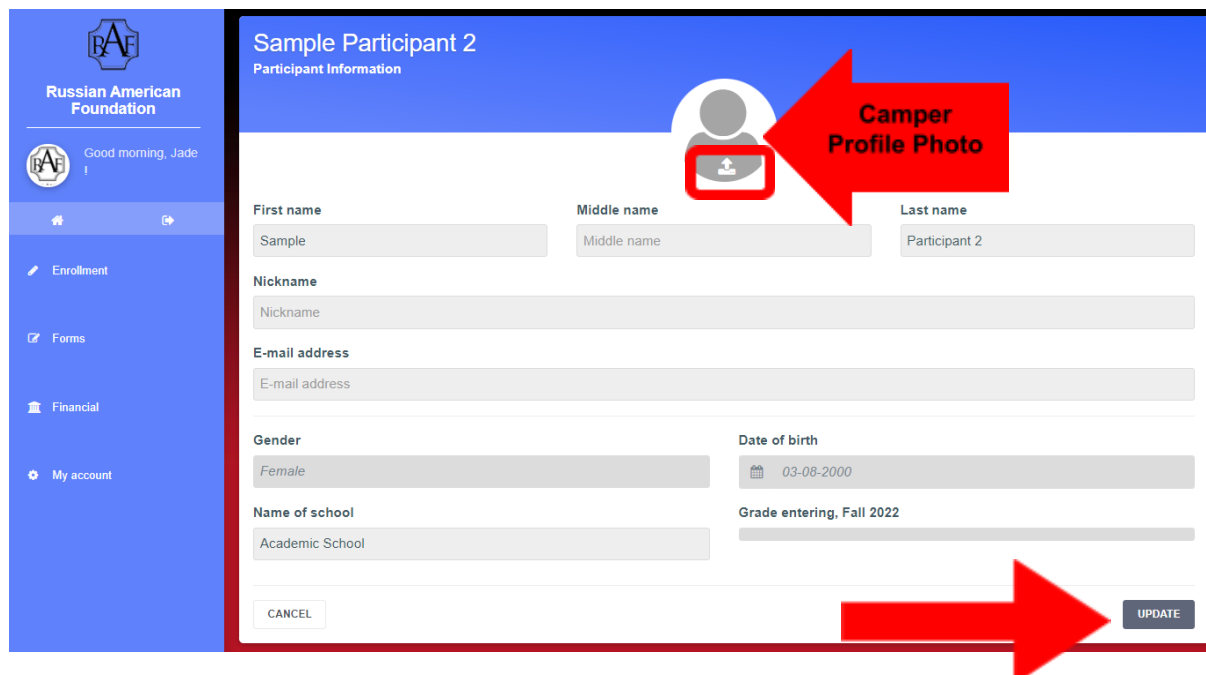 RAF
Russian American
Foundation
RAF
Good morning, Jade
!
Enrollment
Forms
Financial
My account
Sample Participant 2
Participant Information
Camper
Profile Photo
First name
Middle name
Last name
Sample
Middle name
Participant 2
Nickname
Nickname
E-mail address
E-mail address
Gender
Date of birth
Female
03-08-2000
Name of school
Grade entering, Fall 2022
Academic School
CANCEL
UPDATE